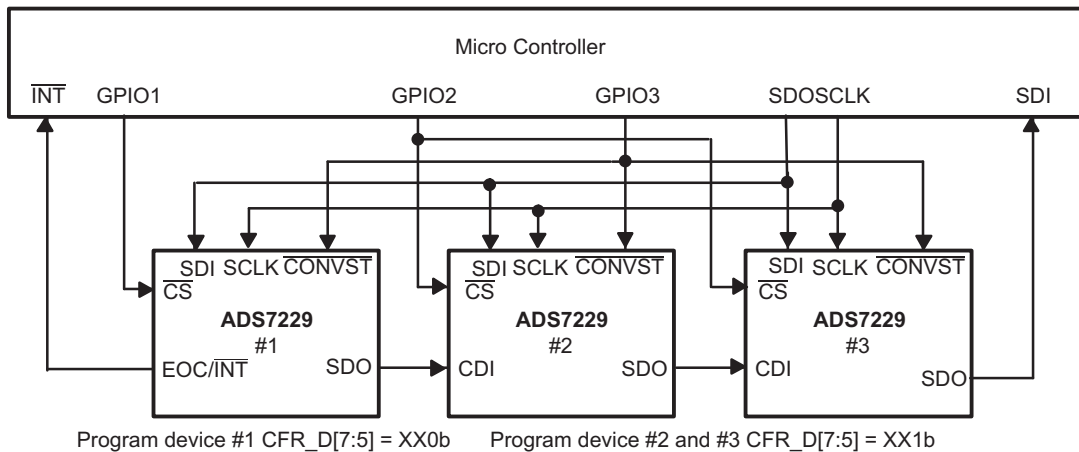 Micro Controller
INT GPIO1 GPIO2 GPIO3 SDOSCLK SDI
SDI SCLK CONVST SDI SCLK CONVST SDI SCLK CONVST
CS CS CS
ADS7229 ADS7229 ADS7229
#1 #2 #3
EOC/INT SDO CDI SDO CDI SDO
Program device #1 CFR_D[7:5] = XX0b Program device #2 and #3 CFR_D[7:5] = XX1b